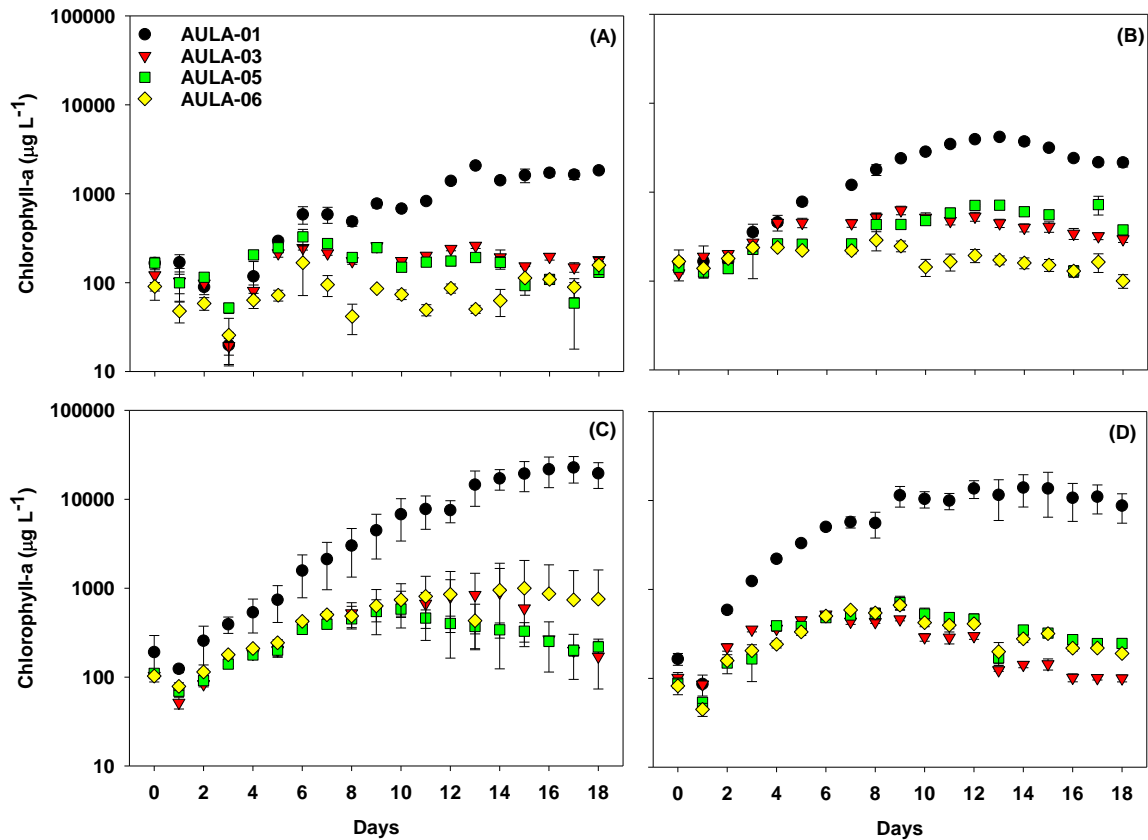 100000
10000
1000
100
10
Chlorophyll-a (µg L⁻¹)
AULA-01
AULA-03
AULA-05
AULA-06
(A)
(B)
100000
10000
1000
100
10
Chlorophyll-a (µg L⁻¹)
(C)
(D)
0 2 4 6 8 10 12 14 16 18
0 2 4 6 8 10 12 14 16 18
Days
Days